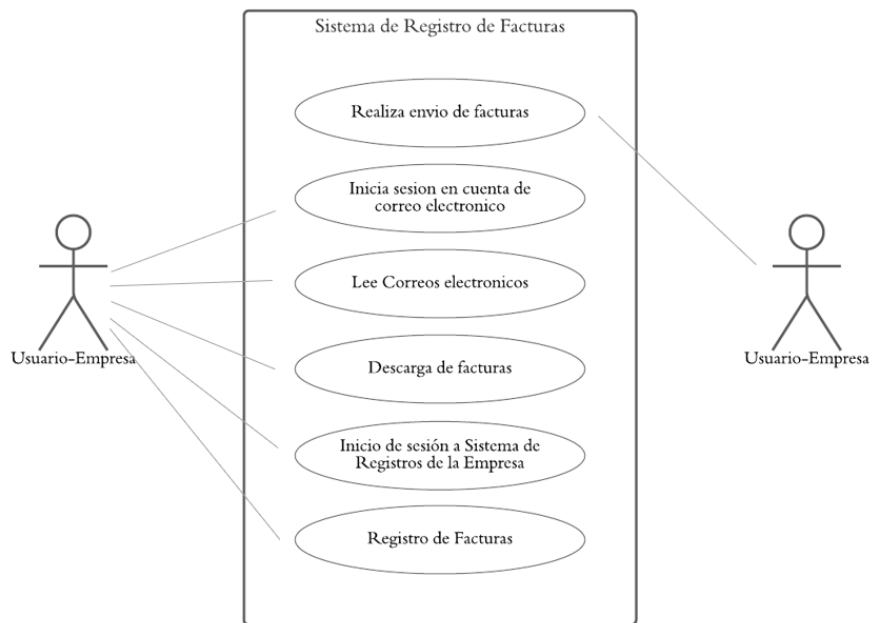 Sistema de Registro de Facturas
Realiza envio de facturas
Inicia sesion en cuenta de
correo electronico
Lee Correos electronicos
Usuario-Empresa
Usuario-Empresa
Descarga de facturas
Inicio de sesión a Sistema de
Registros de la Empresa
Registro de Facturas